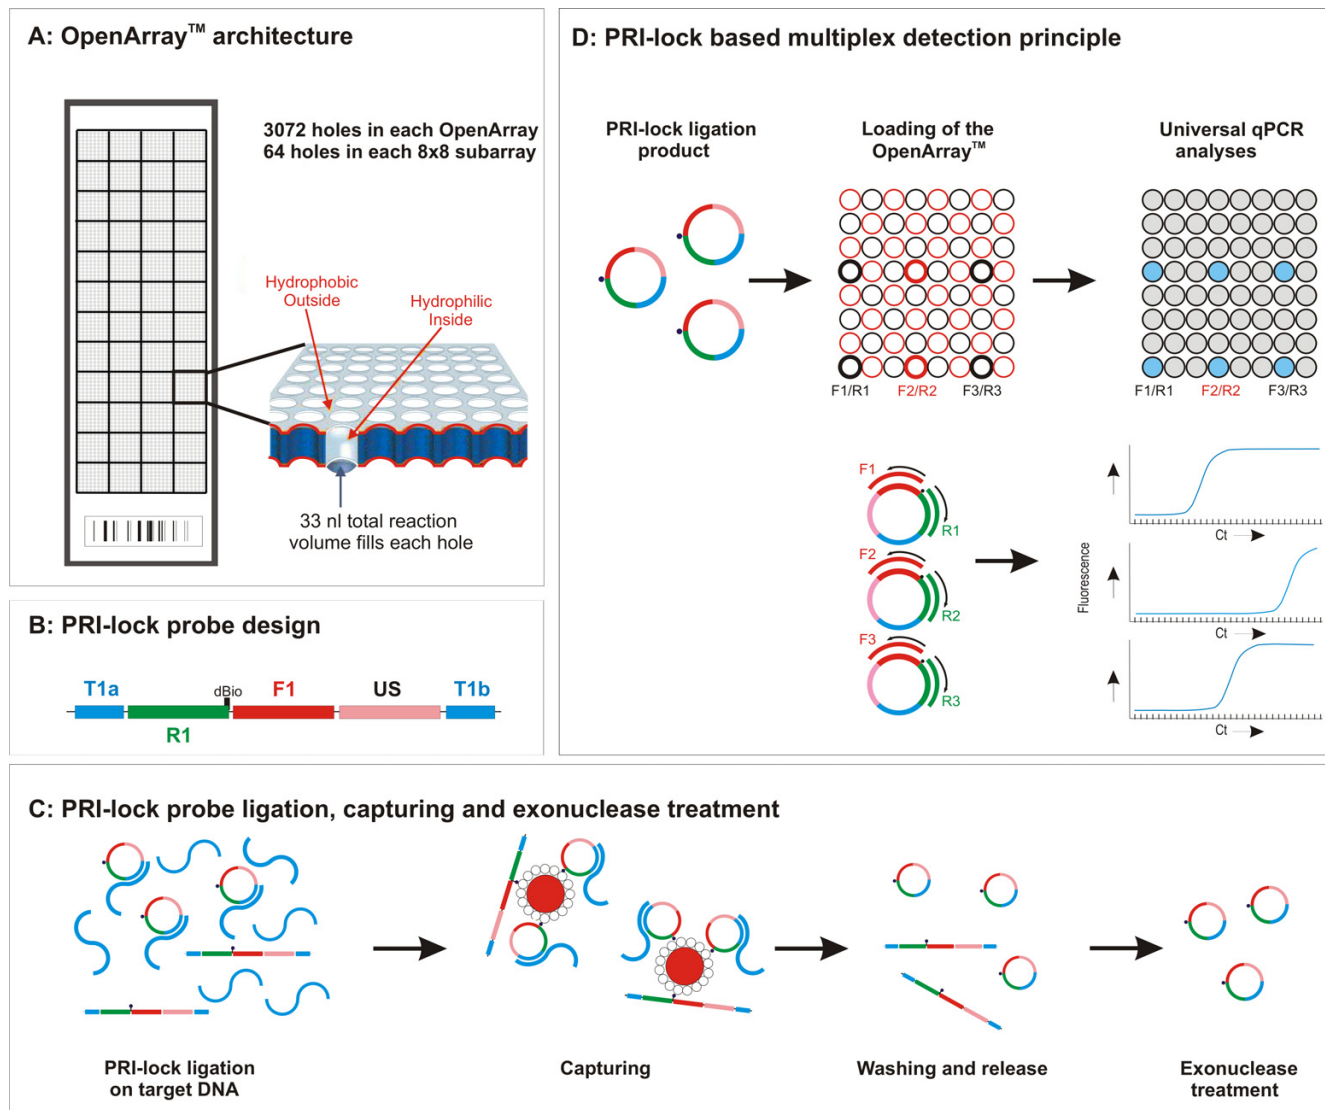 A: OpenArray™ architecture
3072 holes in each OpenArray
64 holes in each 8x8 subarray
Hydrophobic
Outside
Hydrophilic
Inside
33 nl total reaction
volume fills each hole
B: PRI-lock probe design
T1a
dBio
F1
US
T1b
R1
D: PRI-lock based multiplex detection principle
PRI-lock ligation
product
Loading of the
OpenArray™
Universal qPCR
analyses
F1/R1 F2/R2 F3/R3
F1/R1 F2/R2 F3/R3
F1
R1
F2
R2
F3
R3
Fluorescence
Ct
Ct
Ct
C: PRI-lock probe ligation, capturing and exonuclease treatment
PRI-lock ligation
on target DNA
Capturing
Washing and release
Exonuclease
treatment